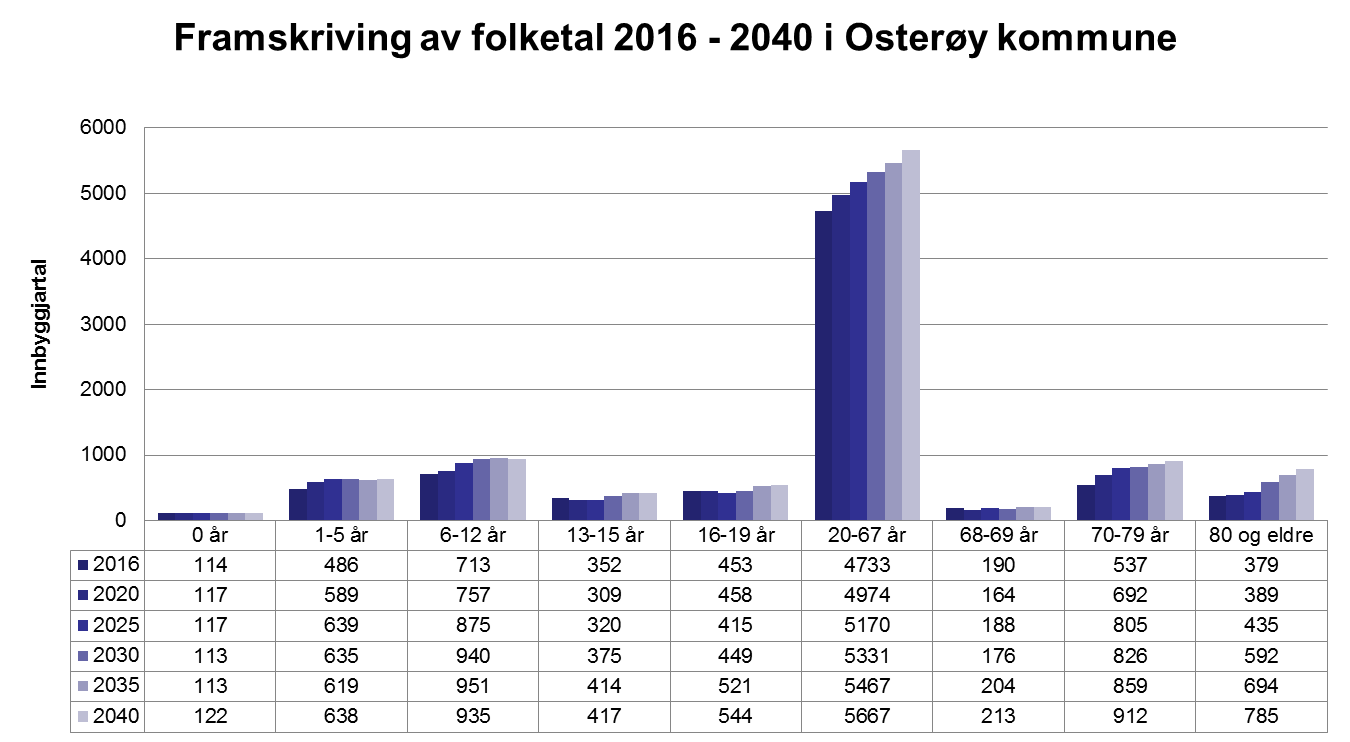 Framskriving av folketal 2016 - 2040 i Osterøy kommune
6000
5000
4000
3000
2000
1000
0
Innbyggjartal
0 år 1-5 år 6-12 år 13-15 år 16-19 år 20-67 år 68-69 år 70-79 år 80 og eldre
2016 114 486 713 352 453 4733 190 537 379
2020 117 589 757 309 458 4974 164 692 389
2025 117 639 875 320 415 5170 188 805 435
2030 113 635 940 375 449 5331 176 826 592
2035 113 619 951 414 521 5467 204 859 694
2040 122 638 935 417 544 5667 213 912 785